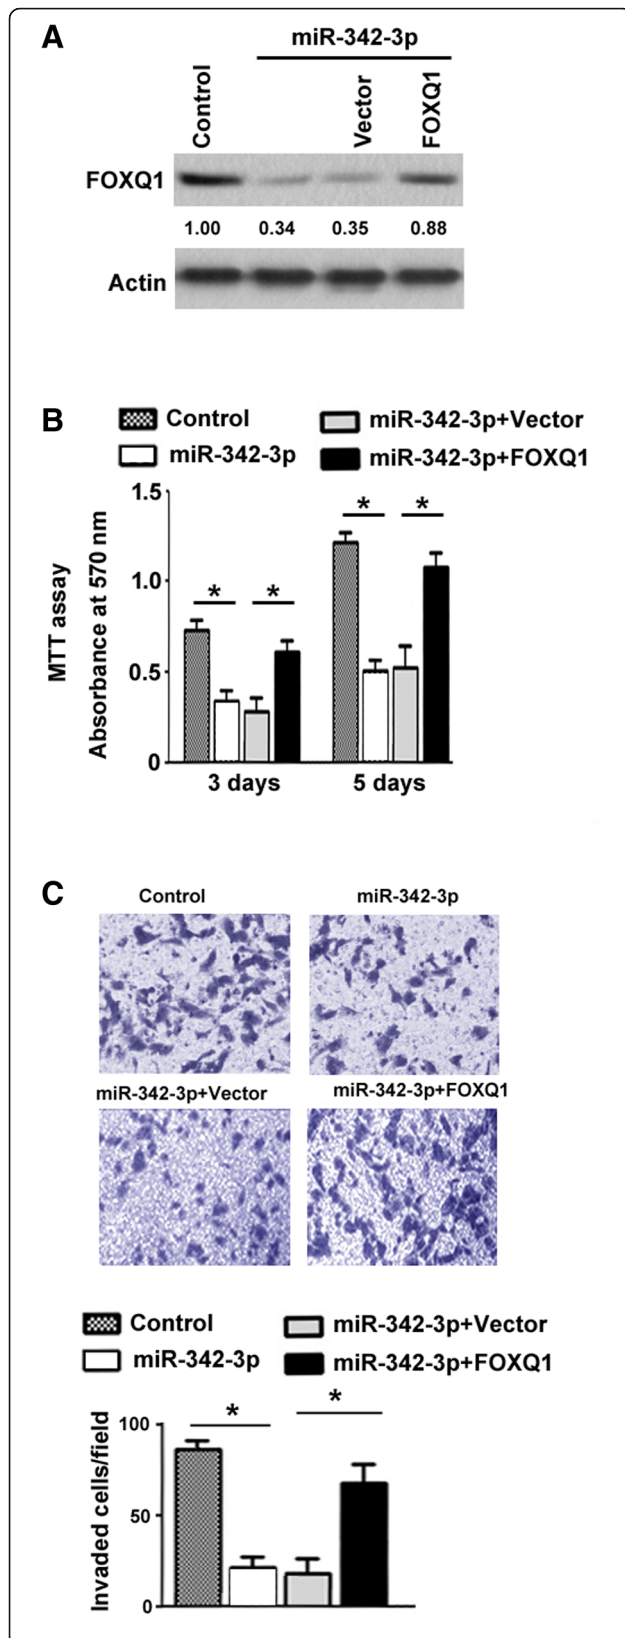 A
miR-342-3p
Control
Vector
FOXQ1
FOXQ1
1.00 0.34 0.35 0.88
Actin
B
Control
miR-342-3p+Vector
miR-342-3p
miR-342-3p+FOXQ1
MTT assay
Absorbance at 570 nm
1.5
1.0
0.5
0
* * * *
3 days 5 days
C
Control miR-342-3p
miR-342-3p+Vector miR-342-3p+FOXQ1
Control
miR-342-3p+Vector
miR-342-3p
miR-342-3p+FOXQ1
* *
Invaded cells/field
100
50
0